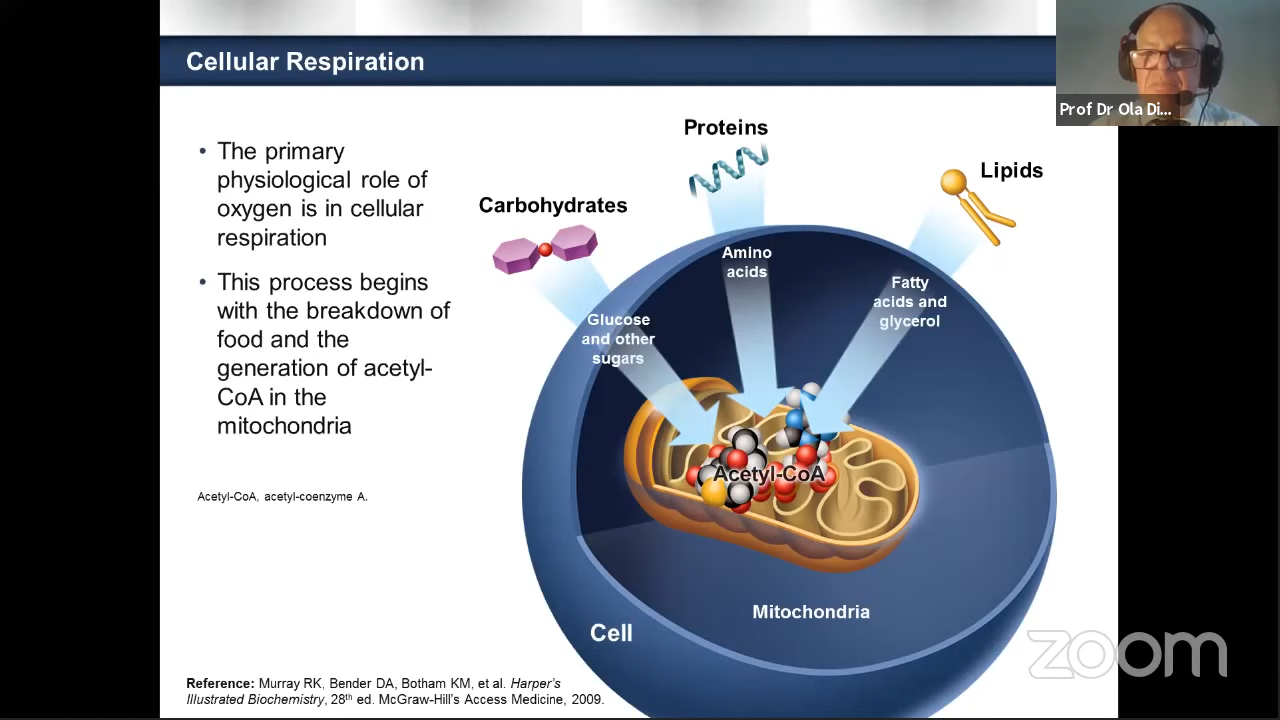 Cellular Respiration
Prof Dr Ola Di...
• The primary
physiological role of
oxygen is in cellular
respiration
• This process begins
with the breakdown of
food and the
generation of acetyl-
CoA in the
mitochondria
Acetyl-CoA, acetyl-coenzyme A.
Proteins
Lipids
Carbohydrates
Amino
acids
Fatty
acids and
glycerol
Glucose
and other
sugars
Acetyl-CoA
Mitochondria
Cell
zoom
Reference: Murray RK, Bender DA, Botham KM, et al. Harper's
Illustrated Biochemistry, 28th ed. McGraw-Hill's Access Medicine, 2009.